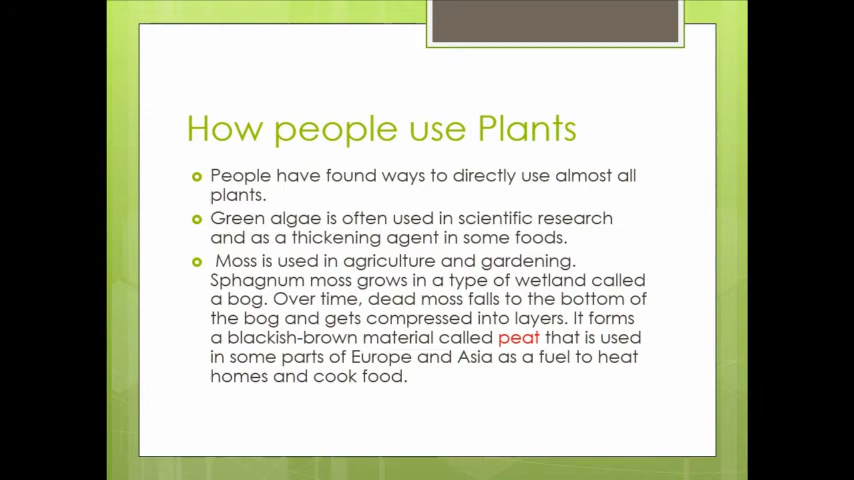 How people use Plants
People have found ways to directly use almost all
plants.
Green algae is often used in scientific research
and as a thickening agent in some foods.
Moss is used in agriculture and gardening.
Sphagnum moss grows in a type of wetland called
a bog. Over time, dead moss falls to the bottom of
the bog and gets compressed into layers. It forms
a blackish-brown material called peat that is used
in some parts of Europe and Asia as a fuel to heat
homes and cook food.